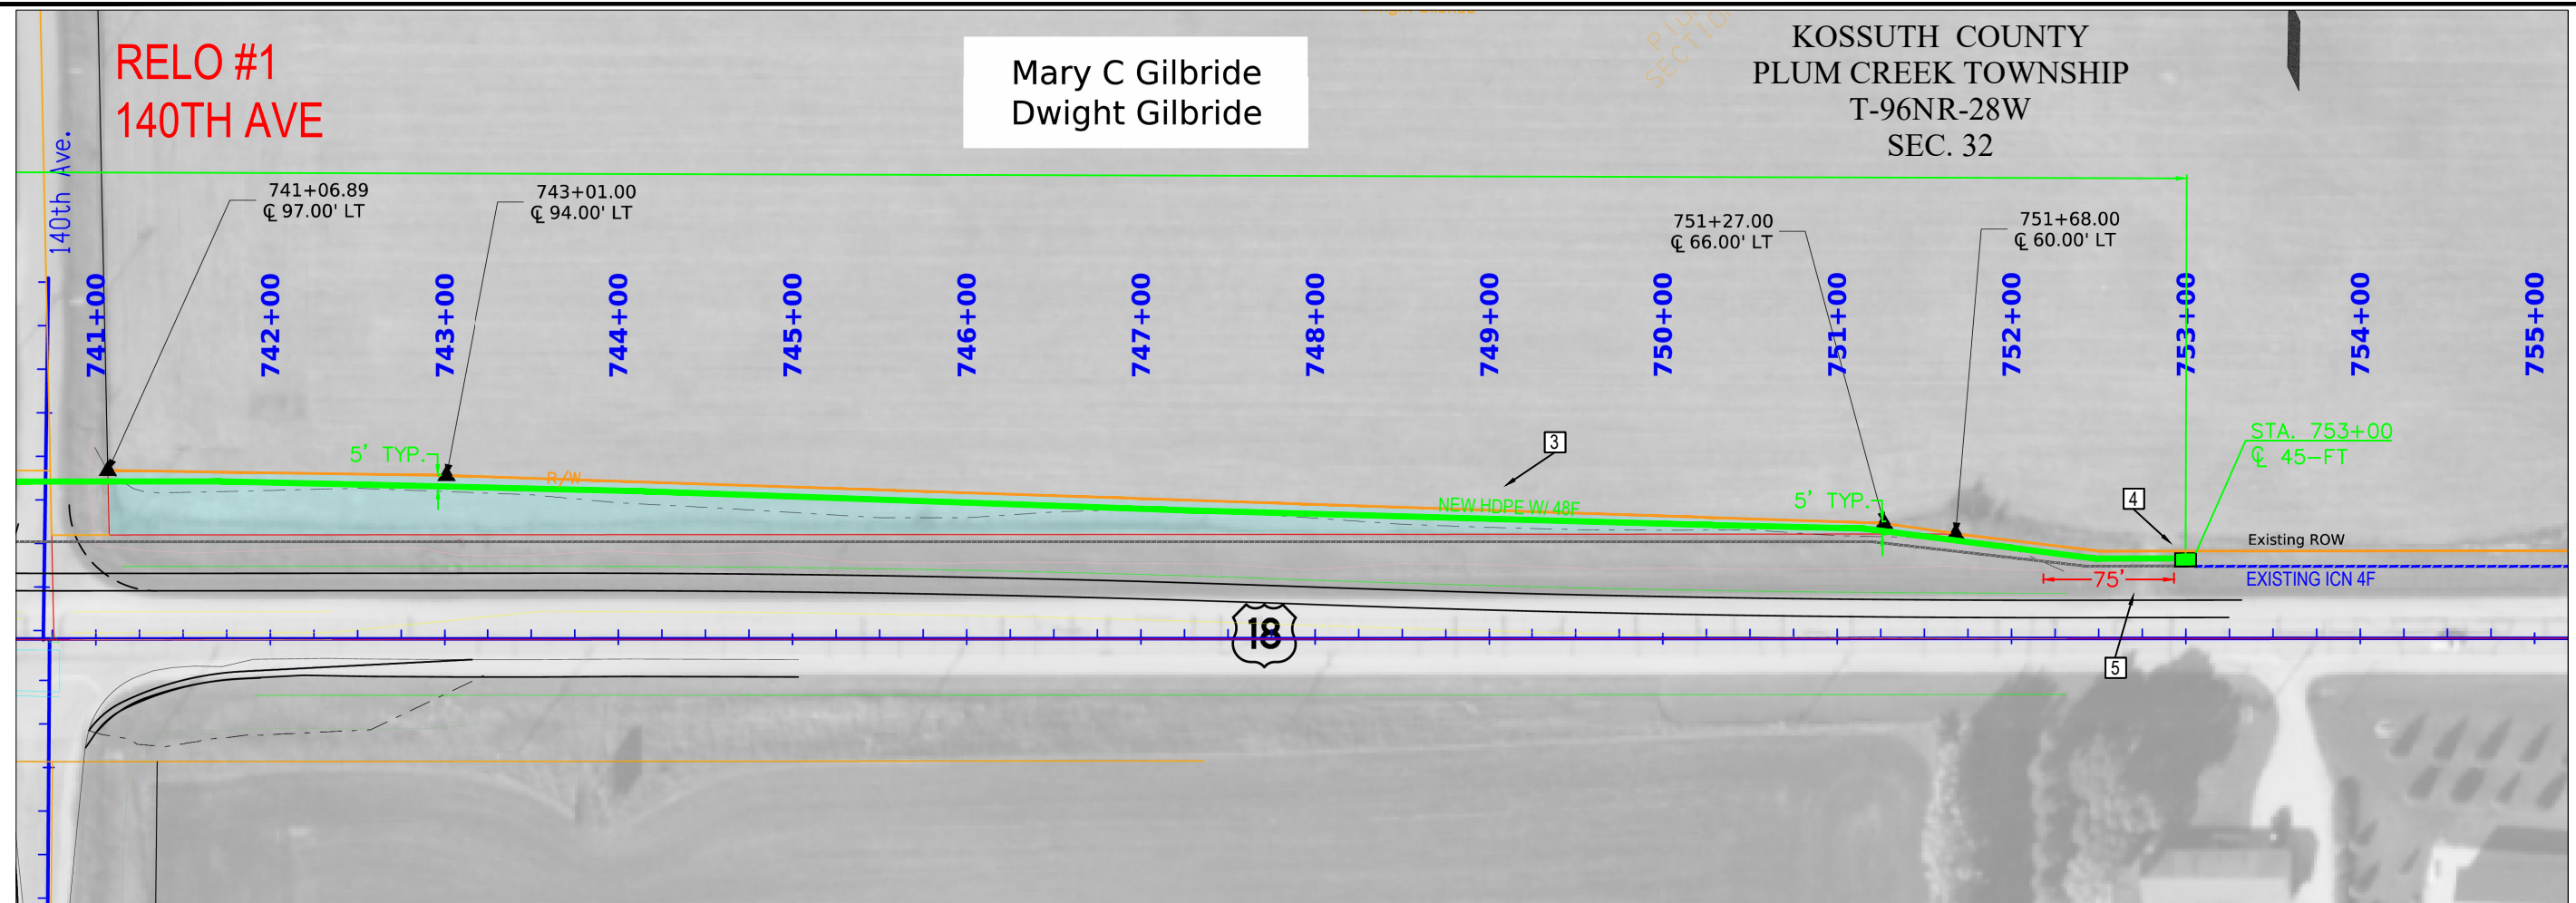 RELO #1
140TH AVE
Mary C Gilbride
Dwight Gilbride
KOSSUTH COUNTY
PLUM CREEK TOWNSHIP
T-96NR-28W
SEC. 32
140th Ave.
741+06.89
℄ 97.00' LT
743+01.00
℄ 94.00' LT
751+27.00
℄ 66.00' LT
751+68.00
℄ 60.00' LT
741+00
742+00
743+00
744+00
745+00
746+00
747+00
748+00
749+00
750+00
751+00
752+00
753+00
754+00
755+00
5' TYP.
R/W
3
NEW HDPE W/ 48F
5' TYP.
4
STA. 753+00
℄ 45-FT
Existing ROW
75'
EXISTING ICN 4F
18
5